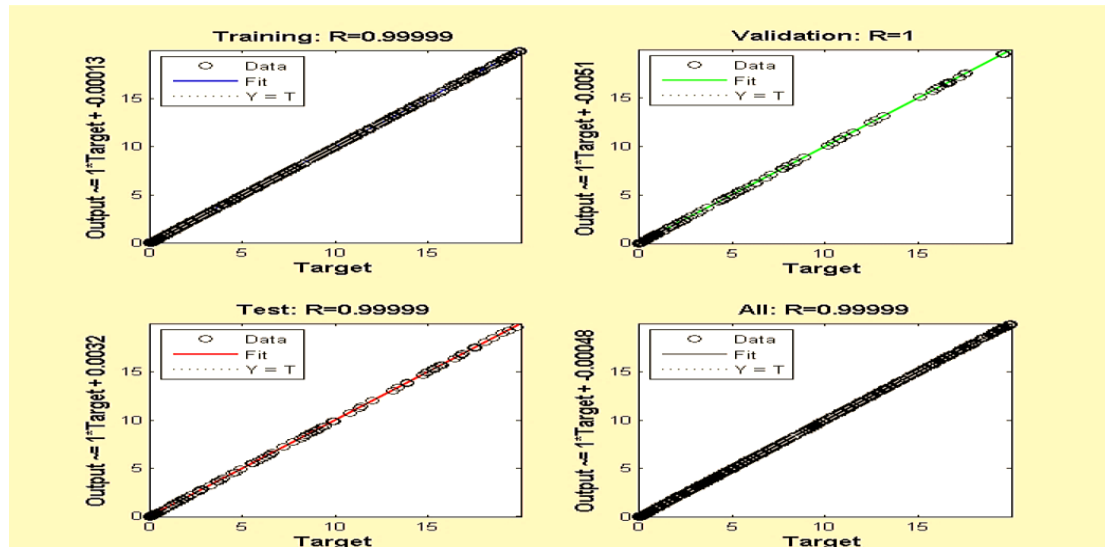 Training: R=0.99999
Output ~= 1*Target + -0.00013
Data
Fit
Y = T
15
10
5
0
0 5 10 15
Target
Validation: R=1
Output ~= 1*Target + -0.0051
Data
Fit
Y = T
15
10
5
0
0 5 10 15
Target
Test: R=0.99999
Output ~= 1*Target + 0.0032
Data
Fit
Y = T
15
10
5
0
0 5 10 15
Target
All: R=0.99999
Output ~= 1*Target + -0.00048
Data
Fit
Y = T
15
10
5
0
0 5 10 15
Target